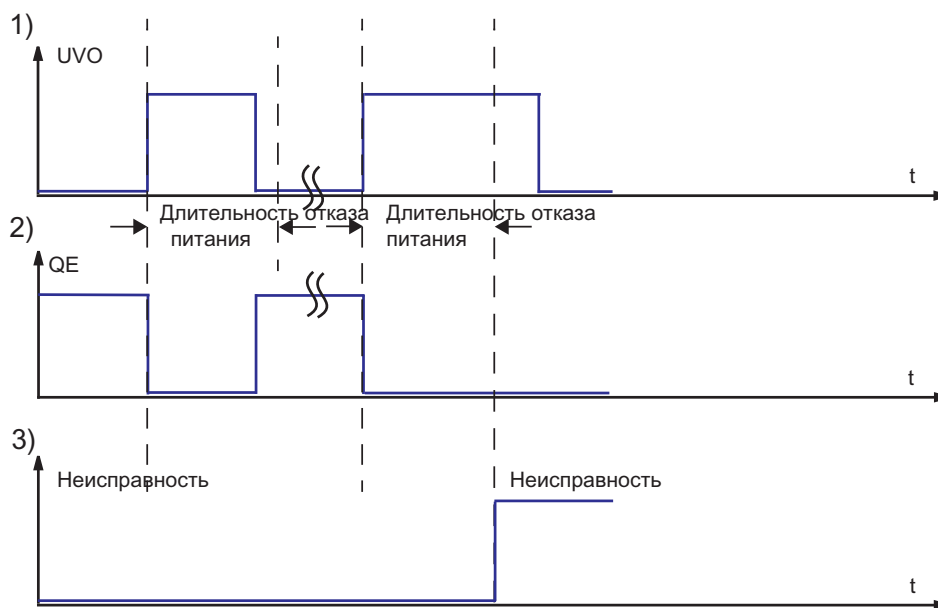 1)
UVO
t
Длительность отказа
питания
Длительность отказа
питания
2)
QE
t
3)
Неисправность
Неисправность
t